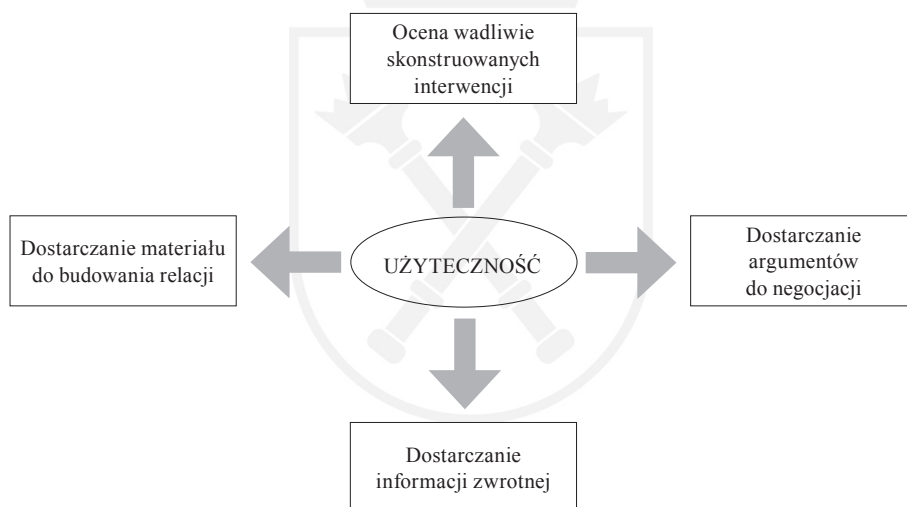 Ocena wadliwie
skonstruowanych
interwencji
Dostarczanie materiału
do budowania relacji
UŻYTECZNOŚĆ
Dostarczanie
argumentów
do negocjacji
Dostarczanie
informacji zwrotnej